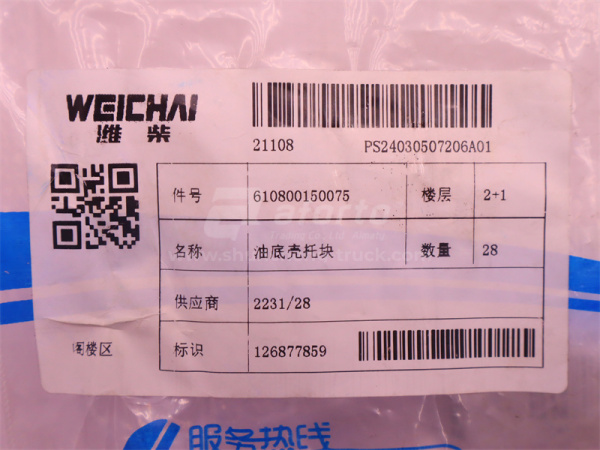 WEICHAI
潍柴
21108 PS24030507206A01
件号 610800150075 楼层 2+1
名称 油底壳托块 数量 28
供应商 2231/28
阁楼区 标识 126877859
服务热线